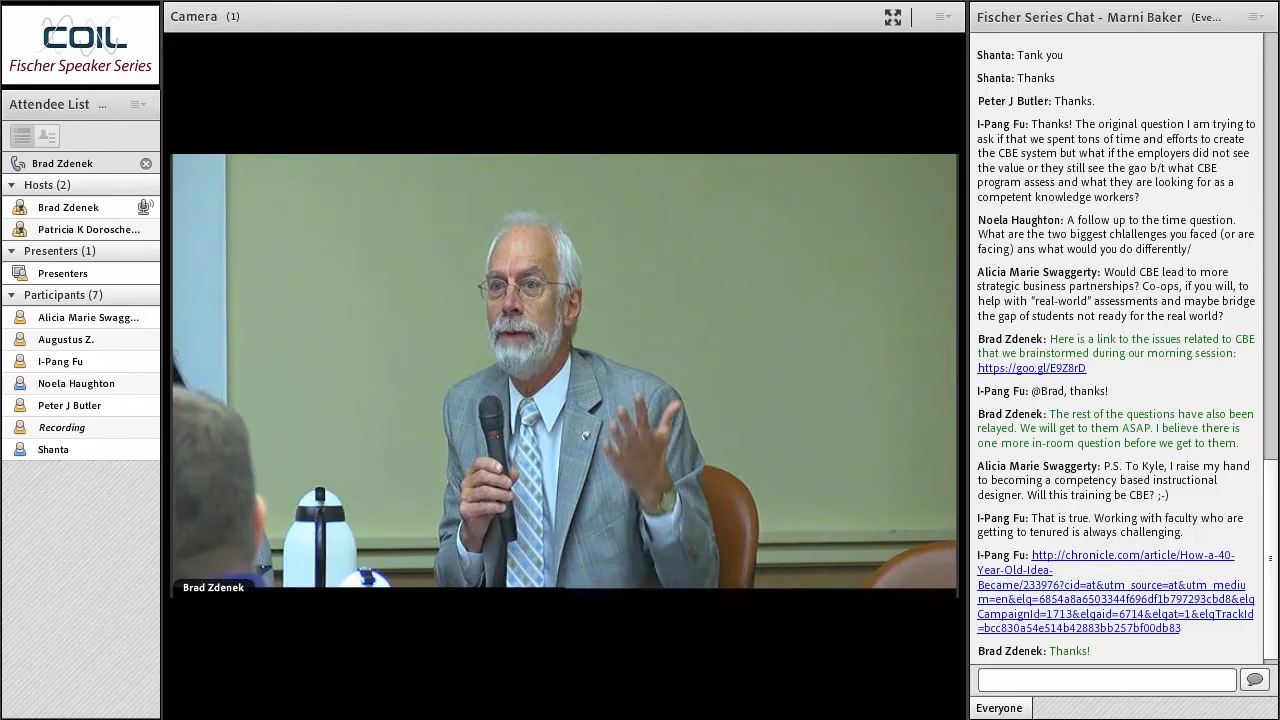 COIL
Fischer Speaker Series
Attendee List ...
Brad Zdenek
Hosts (2)
Brad Zdenek
Patricia K Dorosche...
Presenters (1)
Presenters
Participants (7)
Alicia Marie Swagg...
Augustus Z.
I-Pang Fu
Noela Haughton
Peter J Butler
Recording
Shanta
Camera (1)
Brad Zdenek
Fischer Series Chat - Marni Baker (Eve...
Shanta: Tank you
Shanta: Thanks
Peter J Butler: Thanks.
I-Pang Fu: Thanks! The original question I am trying to
ask if that we spent tons of time and efforts to create
the CBE system but what if the employers did not see
the value or they still see the gao b/t what CBE
program assess and what they are looking for as a
competent knowledge workers?
Noela Haughton: A follow up to the time question.
What are the two biggest chlallenges you faced (or are
facing) ans what would you do differently/
Alicia Marie Swaggerty: Would CBE lead to more
strategic business partnerships? Co-ops, if you will, to
help with “real-world” assessments and maybe bridge
the gap of students not ready for the real world?
Brad Zdenek: Here is a link to the issues related to CBE
that we brainstormed during our morning session:
https://goo.gl/E9Z8rD
I-Pang Fu: @Brad, thanks!
Brad Zdenek: The rest of the questions have also been
relayed. We will get to them ASAP. I believe there is
one more in-room question before we get to them.
Alicia Marie Swaggerty: P.S. To Kyle, I rise my hand
to becoming a competency based instructional
designer. Will this training be CBE? ;-)
I-Pang Fu: That is true. Working with faculty who are
getting to tenured is always challenging.
I-Pang Fu: http://chronicle.com/article/How-a-40-
Year-Old-Idea-
Became/233976?cid=at&utm_source=at&utm_mediu
m=en&elq=6854a8a6503344f696df1b797293cbd8&elq
CampaignId=1713&elqaid=6714&elqat=1&elqTrackId
=bcc830a54e514b42883bb257bf00db83
Brad Zdenek: Thanks!
Everyone